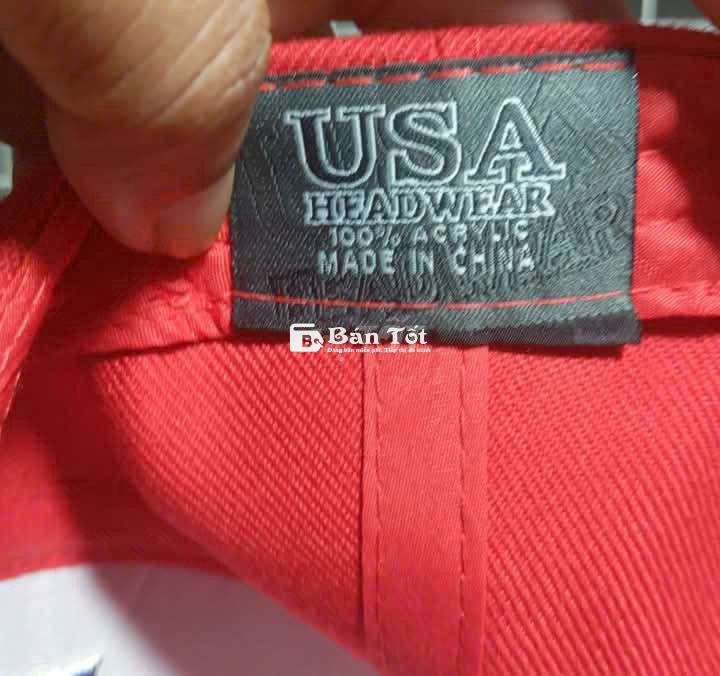 USA
HEADWEAR
100% ACRYLIC
MADE IN CHINA
Bán Tốt